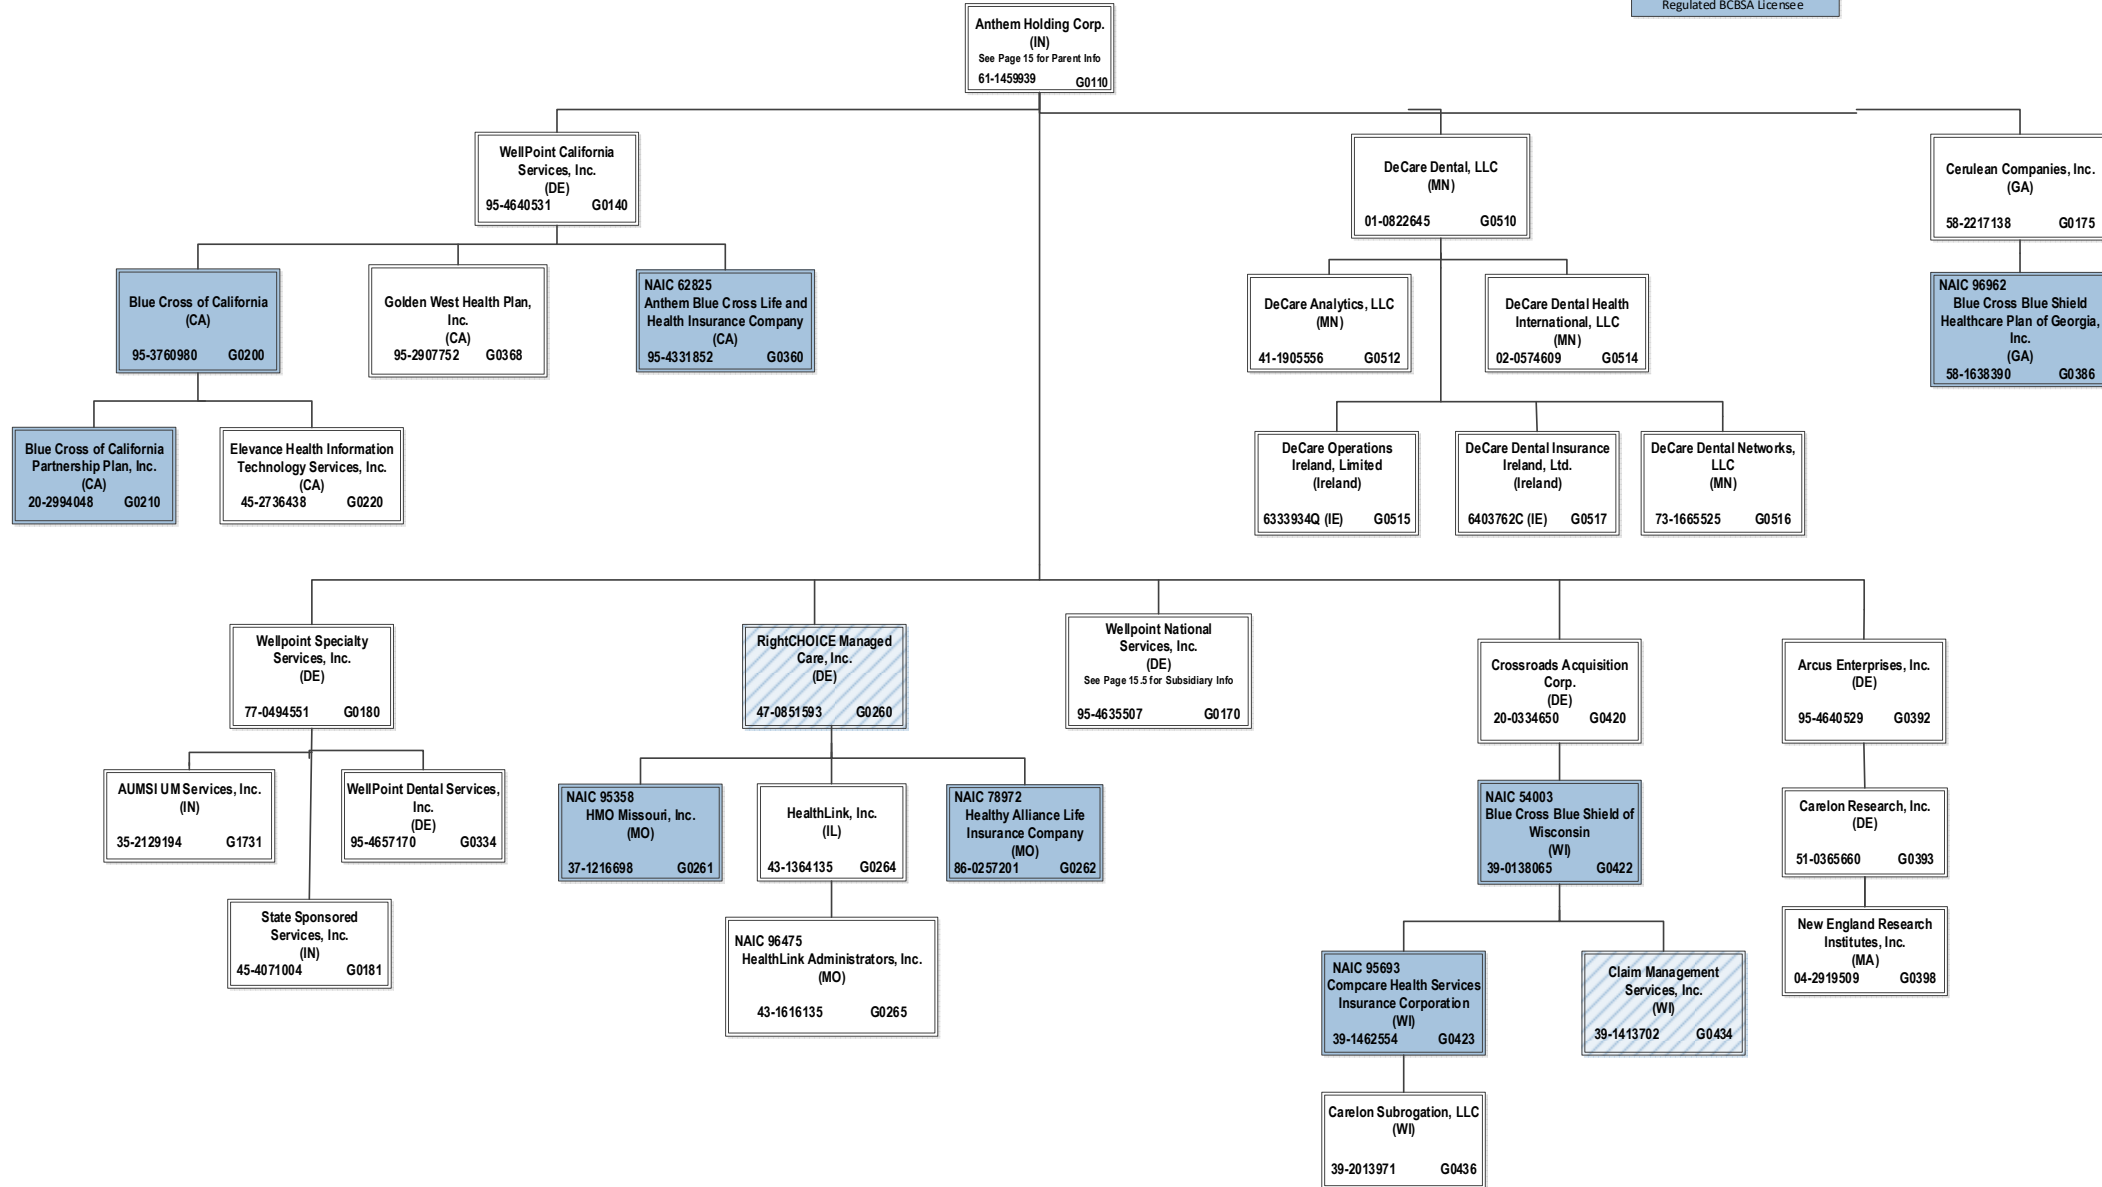 Regulated BCBSA Licensee
Anthem Holding Corp.
(IN)
See Page 15 for Parent Info
61-1459939 G0110
WellPoint California
Services, Inc.
(DE)
95-4640531 G0140
DeCare Dental, LLC
(MN)
01-0822645 G0510
Cerulean Companies, Inc.
(GA)
58-2217138 G0175
Blue Cross of California
(CA)
95-3760980 G0200
Golden West Health Plan,
Inc.
(CA)
95-2907752 G0368
NAIC 62825
Anthem Blue Cross Life and
Health Insurance Company
(CA)
95-4331852 G0360
DeCare Analytics, LLC
(MN)
41-1905556 G0512
DeCare Dental Health
International, LLC
(MN)
02-0574609 G0514
NAIC 96962
Blue Cross Blue Shield
Healthcare Plan of Georgia,
Inc.
(GA)
58-1638390 G0386
Blue Cross of California
Partnership Plan, Inc.
(CA)
20-2994048 G0210
Elevance Health Information
Technology Services, Inc.
(CA)
45-2736438 G0220
DeCare Operations
Ireland, Limited
(Ireland)
6333934Q (IE) G0515
DeCare Dental Insurance
Ireland, Ltd.
(Ireland)
6403762C (IE) G0517
DeCare Dental Networks,
LLC
(MN)
73-1665525 G0516
Wellpoint Specialty
Services, Inc.
(DE)
77-0494551 G0180
RightCHOICE Managed
Care, Inc.
(DE)
47-0851593 G0260
Wellpoint National
Services, Inc.
(DE)
See Page 15.5 for Subsidiary Info
95-4635507 G0170
Crossroads Acquisition
Corp.
(DE)
20-0334650 G0420
Arcus Enterprises, Inc.
(DE)
95-4640529 G0392
AUMSI UM Services, Inc.
(IN)
35-2129194 G1731
WellPoint Dental Services,
Inc.
(DE)
95-4657170 G0334
NAIC 95358
HMO Missouri, Inc.
(MO)
37-1216698 G0261
HealthLink, Inc.
(IL)
43-1364135 G0264
NAIC 78972
Healthy Alliance Life
Insurance Company
(MO)
86-0257201 G0262
NAIC 54003
Blue Cross Blue Shield of
Wisconsin
(WI)
39-0138065 G0422
Carelon Research, Inc.
(DE)
51-0365660 G0393
State Sponsored
Services, Inc.
(IN)
45-4071004 G0181
NAIC 96475
HealthLink Administrators, Inc.
(MO)
43-1616135 G0265
NAIC 95693
Compcare Health Services
Insurance Corporation
(WI)
39-1462554 G0423
Claim Management
Services, Inc.
(WI)
39-1413702 G0434
New England Research
Institutes, Inc.
(MA)
04-2919509 G0398
Carelon Subrogation, LLC
(WI)
39-2013971 G0436